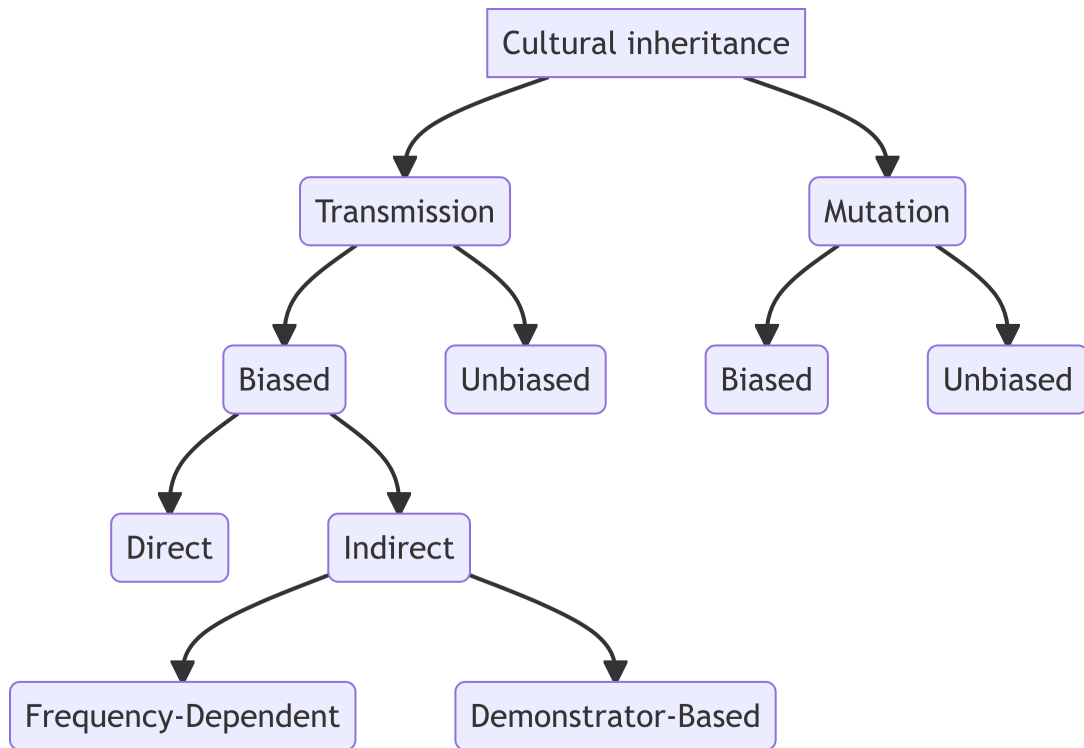 Cultural inheritance
Transmission
Mutation
Biased
Unbiased
Biased
Unbiased
Direct
Indirect
Frequency-Dependent
Demonstrator-Based